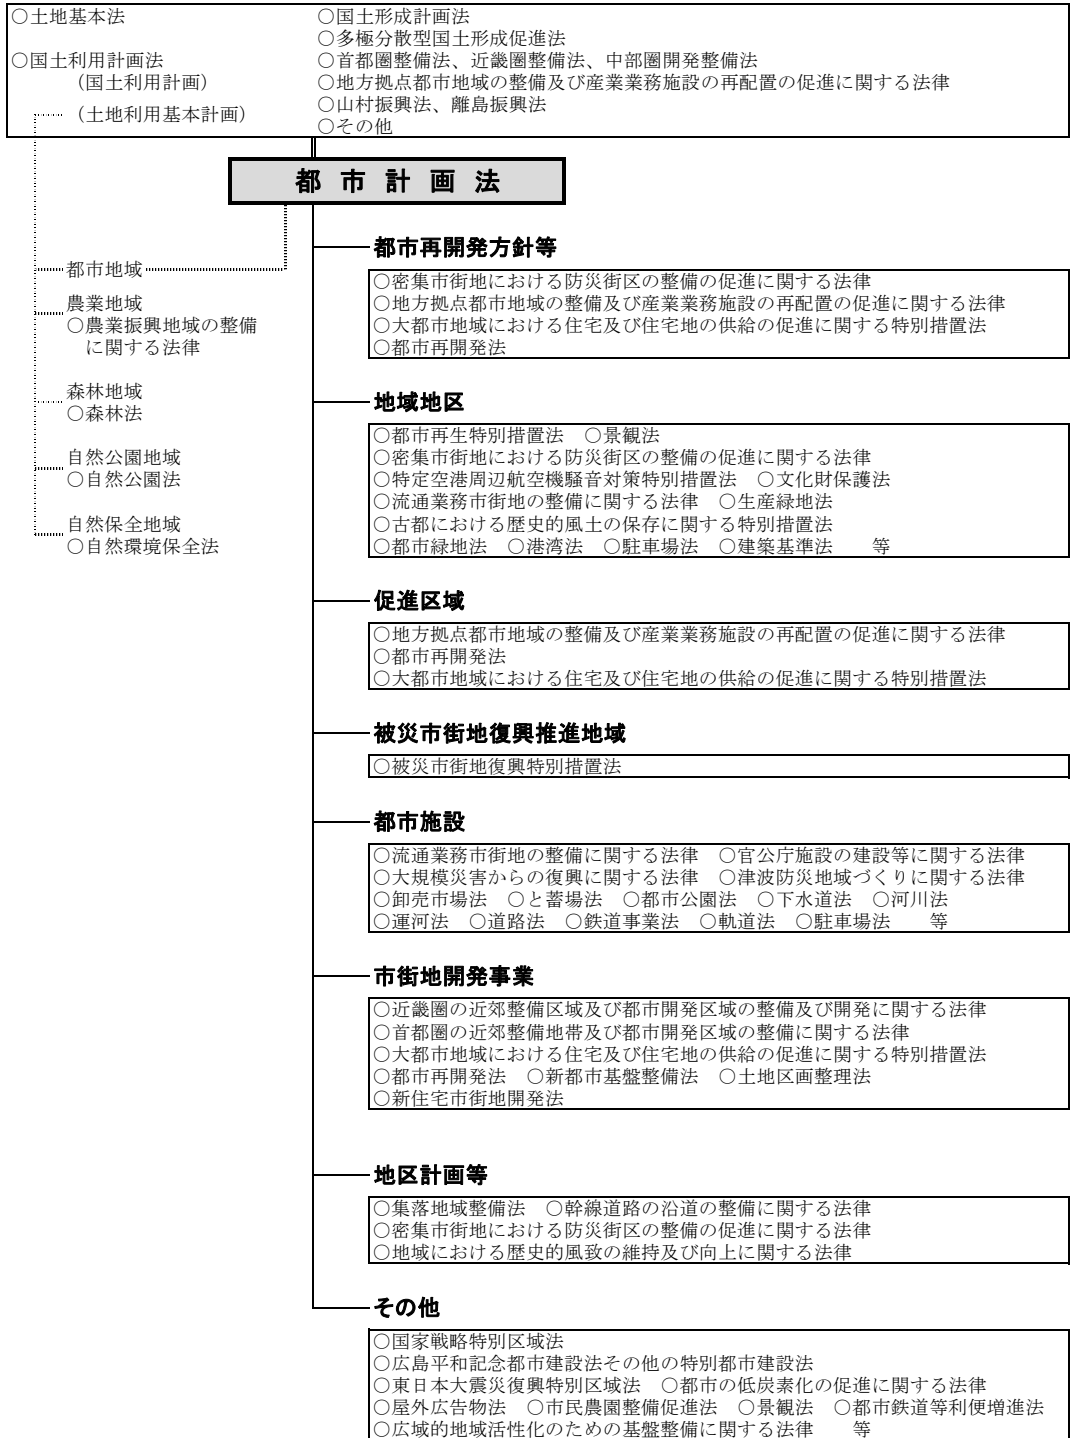 ○土地基本法
○国土利用計画法
（国土利用計画）
（土地利用基本計画）
○国土形成計画法
○多極分散型国土形成促進法
○首都圏整備法、近畿圏整備法、中部圏開発整備法
○地方拠点都市地域の整備及び産業業務施設の再配置の促進に関する法律
○山村振興法、離島振興法
○その他
都市計画法
都市地域
農業地域
○農業振興地域の整備
に関する法律
森林地域
○森林法
自然公園地域
○自然公園法
自然保全地域
○自然環境保全法
都市再開発方針等
○密集市街地における防災街区の整備の促進に関する法律
○地方拠点都市地域の整備及び産業業務施設の再配置の促進に関する法律
○大都市地域における住宅及び住宅地の供給の促進に関する特別措置法
○都市再開発法
地域地区
○都市再生特別措置法　○景観法
○密集市街地における防災街区の整備の促進に関する法律
○特定空港周辺航空機騒音対策特別措置法　○文化財保護法
○流通業務市街地の整備に関する法律　○生産緑地法
○古都における歴史的風土の保存に関する特別措置法
○都市緑地法　○港湾法　○駐車場法　○建築基準法　　等
促進区域
○地方拠点都市地域の整備及び産業業務施設の再配置の促進に関する法律
○都市再開発法
○大都市地域における住宅及び住宅地の供給の促進に関する特別措置法
被災市街地復興推進地域
○被災市街地復興特別措置法
都市施設
○流通業務市街地の整備に関する法律　○官公庁施設の建設等に関する法律
○大規模災害からの復興に関する法律　○津波防災地域づくりに関する法律
○卸売市場法　○と蓄場法　○都市公園法　○下水道法　○河川法
○運河法　○道路法　○鉄道事業法　○軌道法　○駐車場法　　等
市街地開発事業
○近畿圏の近郊整備区域及び都市開発区域の整備及び開発に関する法律
○首都圏の近郊整備地帯及び都市開発区域の整備に関する法律
○大都市地域における住宅及び住宅地の供給の促進に関する特別措置法
○都市再開発法　○新都市基盤整備法　○土地区画整理法
○新住宅市街地開発法
地区計画等
○集落地域整備法　○幹線道路の沿道の整備に関する法律
○密集市街地における防災街区の整備の促進に関する法律
○地域における歴史的風致の維持及び向上に関する法律
その他
○国家戦略特別区域法
○広島平和記念都市建設法その他の特別都市建設法
○東日本大震災復興特別区域法　○都市の低炭素化の促進に関する法律
○屋外広告物法　○市民農園整備促進法　○景観法　○都市鉄道等利便増進法
○広域的地域活性化のための基盤整備に関する法律　　等